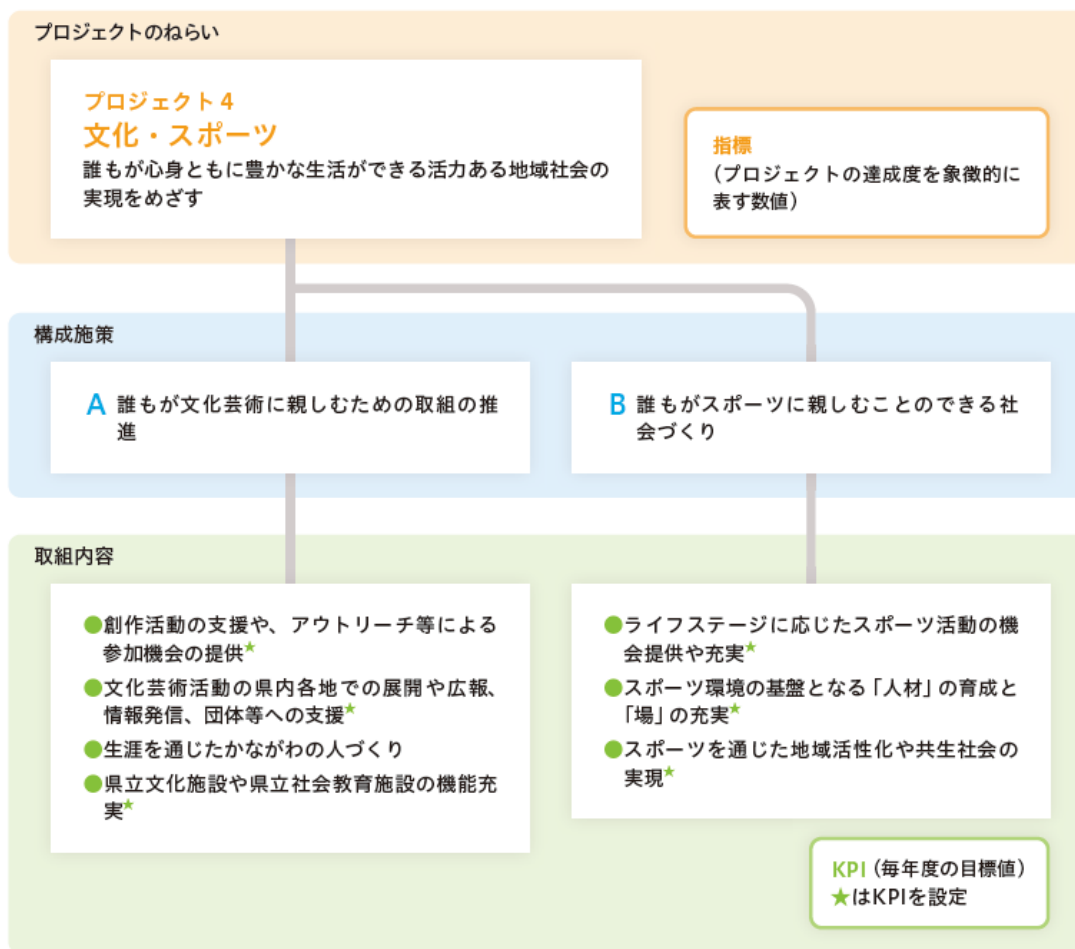 プロジェクトのねらい
プロジェクト 4
文化・スポーツ
誰もが心身ともに豊かな生活ができる活力ある地域社会の
実現をめざす
指標
（プロジェクトの達成度を象徴的に
表す数値）
構成施策
A 誰もが文化芸術に親しむための取組の推
進
B 誰もがスポーツに親しむことのできる社
会づくり
取組内容
●創作活動の支援や、アウトリーチ等による
参加機会の提供★
●文化芸術活動の県内各地での展開や広報、
情報発信、団体等への支援★
●生涯を通じたかながわの人づくり
●県立文化施設や県立社会教育施設の機能充
実★
●ライフステージに応じたスポーツ活動の機
会提供や充実★
●スポーツ環境の基盤となる「人材」の育成と
「場」の充実★
●スポーツを通じた地域活性化や共生社会の
実現★
KPI（毎年度の目標値）
★はKPIを設定